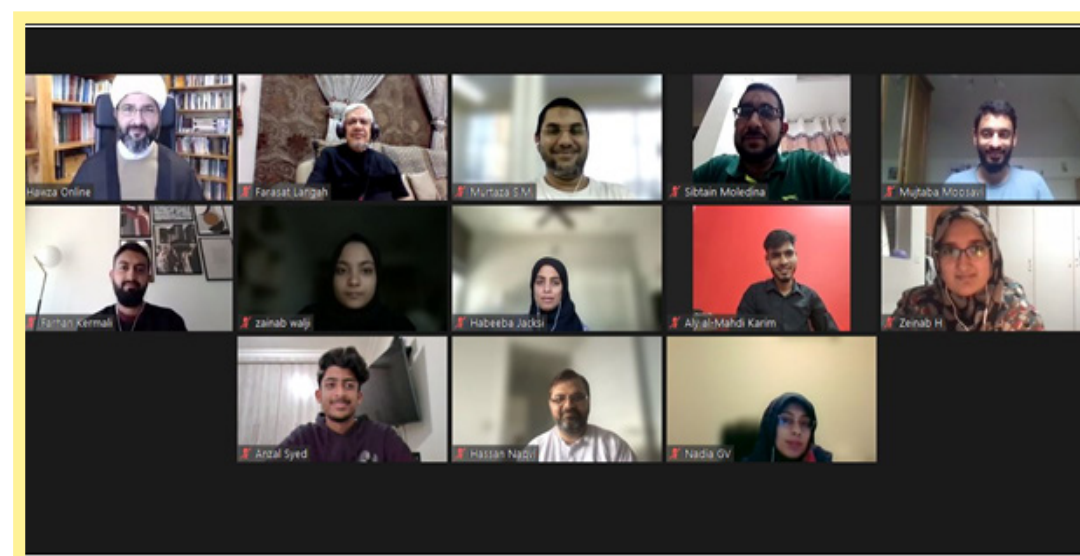 Hawza Online
Farasat Langah
Murtaza S.M.
Sibtain Moledina
Mujtaba Moosavi
Farhan Kermali
zainab walji
Habeeba Jacksi
Aly al-Mahdi Karim
Zeinab H
Anzal Syed
Hassan Naqvi
Nadia GV